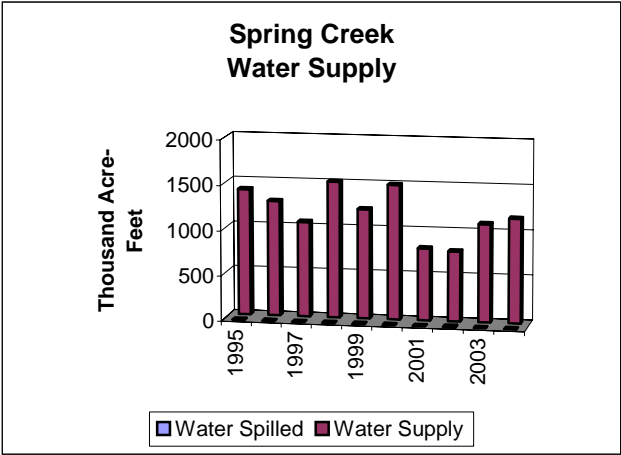 Spring Creek
Water Supply
Thousand Acre-
Feet
2000
1500
1000
500
0
1995
1997
1999
2001
2003
Water Spilled Water Supply